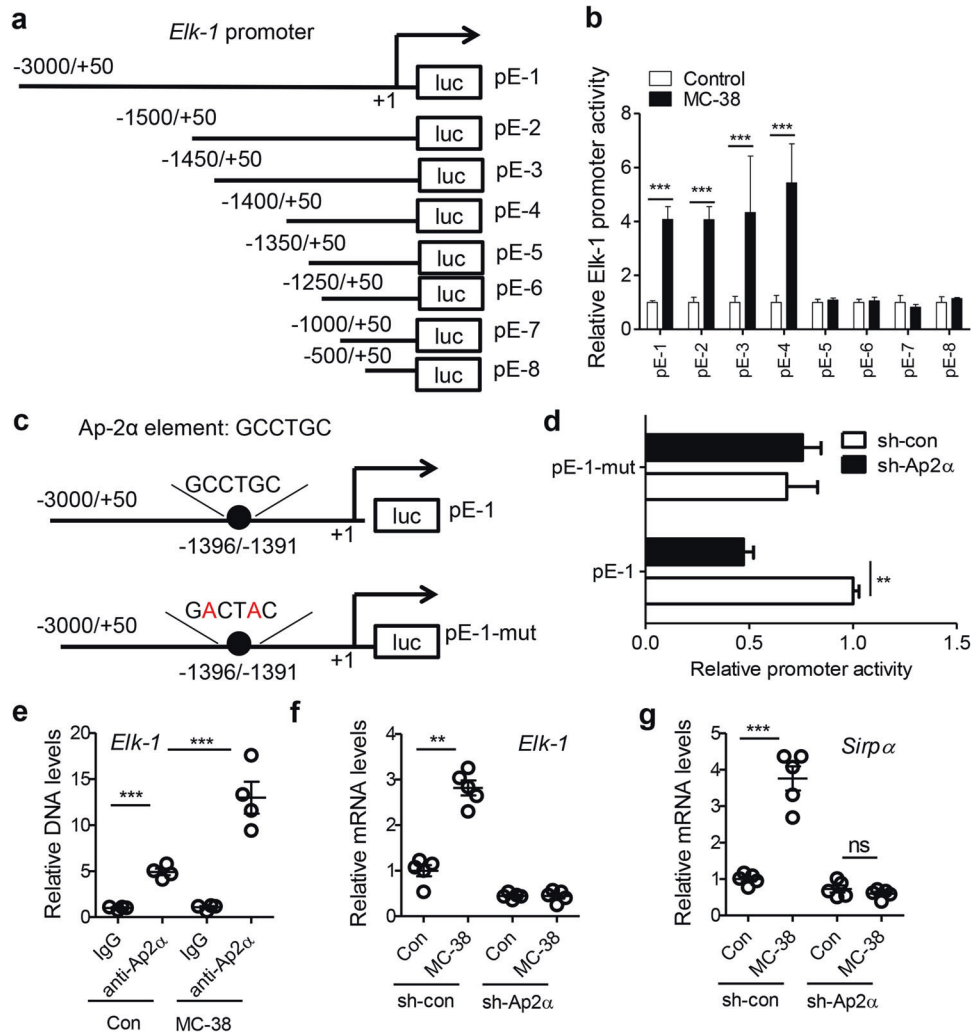 a
Elk-1 promoter
-3000/+50
+1
luc
pE-1
-1500/+50
luc
pE-2
-1450/+50
luc
pE-3
-1400/+50
luc
pE-4
-1350/+50
luc
pE-5
-1250/+50
luc
pE-6
-1000/+50
luc
pE-7
-500/+50
luc
pE-8
b
Control
MC-38
Relative Elk-1 promoter activity
8
6
4
2
0
***
***
***
***
pE-1
pE-2
pE-3
pE-4
pE-5
pE-6
pE-7
pE-8
c
Ap-2α element: GCCTGC
GCCTGC
-3000/+50
-1396/-1391
+1
luc
pE-1
GACTAC
-3000/+50
-1396/-1391
+1
luc
pE-1-mut
d
sh-con
sh-Ap2α
pE-1-mut
pE-1
**
0.0 0.5 1.0 1.5
Relative promoter activity
e
Elk-1
Relative DNA levels
20
15
10
5
0
***
***
IgG
anti-Ap2α
IgG
anti-Ap2α
Con
MC-38
f
Elk-1
Relative mRNA levels
4
3
2
1
0
**
Con
MC-38
Con
MC-38
sh-con
sh-Ap2α
g
Sirpα
Relative mRNA levels
5
4
3
2
1
0
***
ns
Con
MC-38
Con
MC-38
sh-con
sh-Ap2α